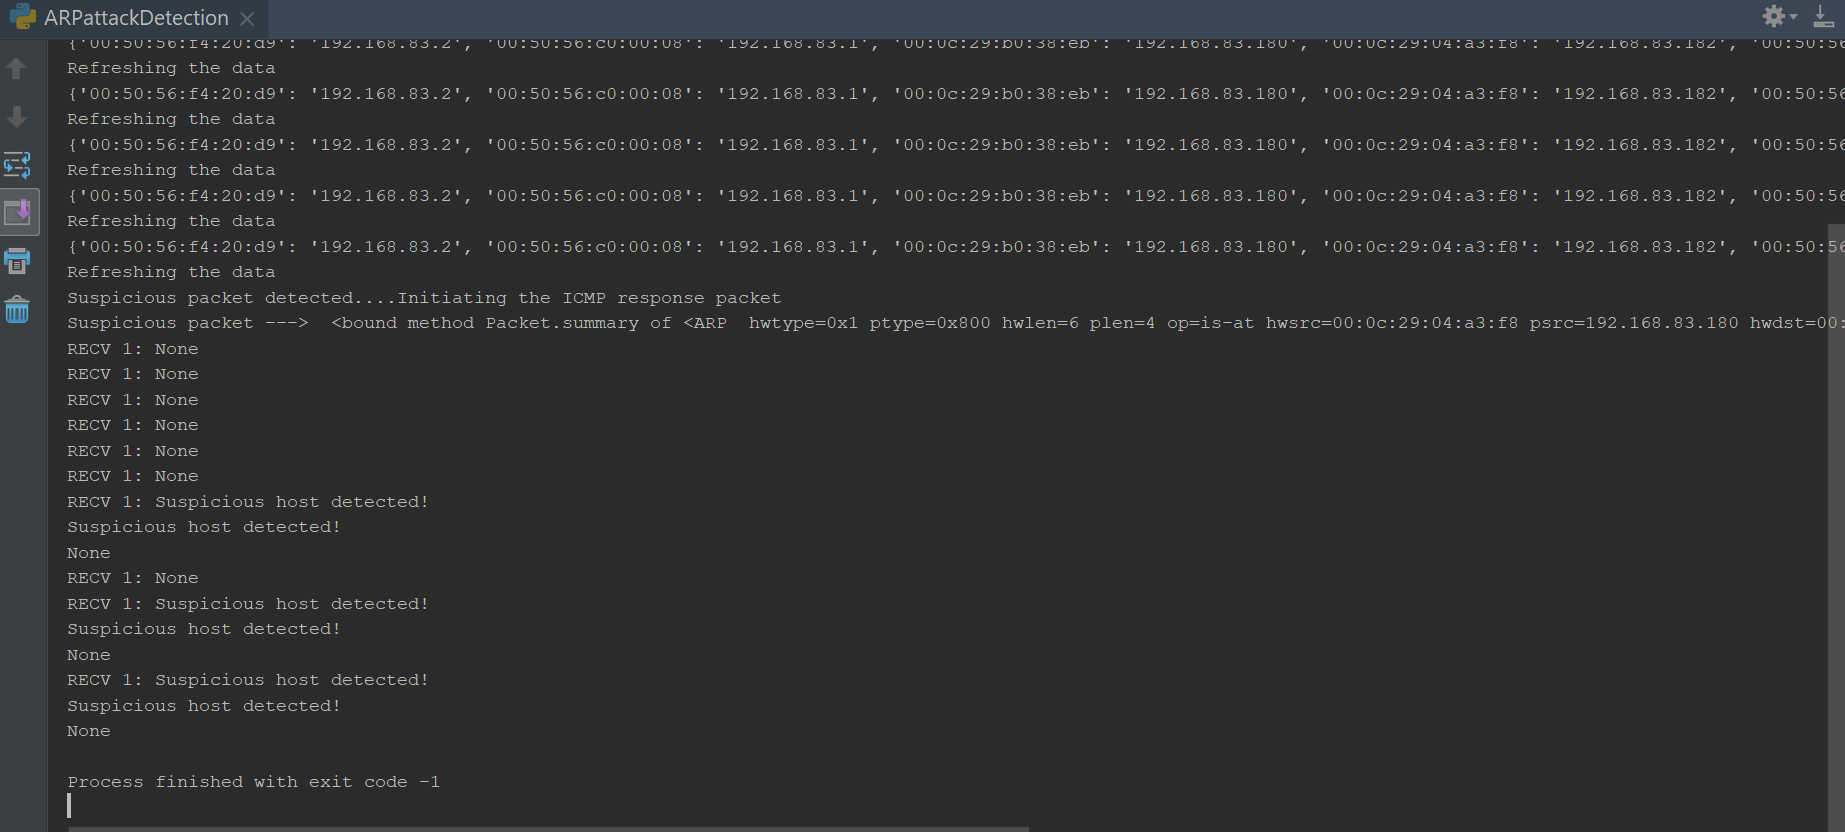 ARPattackDetection
{'00:50:56:f4:20:d9': '192.168.83.2', '00:50:56:c0:00:08': '192.168.83.1', '00:0c:29:b0:38:eb': '192.168.83.180', '00:0c:29:04:a3:f8': '192.168.83.182', '00:50:56
Refreshing the data
{'00:50:56:f4:20:d9': '192.168.83.2', '00:50:56:c0:00:08': '192.168.83.1', '00:0c:29:b0:38:eb': '192.168.83.180', '00:0c:29:04:a3:f8': '192.168.83.182', '00:50:56
Refreshing the data
{'00:50:56:f4:20:d9': '192.168.83.2', '00:50:56:c0:00:08': '192.168.83.1', '00:0c:29:b0:38:eb': '192.168.83.180', '00:0c:29:04:a3:f8': '192.168.83.182', '00:50:56
Refreshing the data
{'00:50:56:f4:20:d9': '192.168.83.2', '00:50:56:c0:00:08': '192.168.83.1', '00:0c:29:b0:38:eb': '192.168.83.180', '00:0c:29:04:a3:f8': '192.168.83.182', '00:50:56
Refreshing the data
{'00:50:56:f4:20:d9': '192.168.83.2', '00:50:56:c0:00:08': '192.168.83.1', '00:0c:29:b0:38:eb': '192.168.83.180', '00:0c:29:04:a3:f8': '192.168.83.182', '00:50:56
Refreshing the data
Suspicious packet detected....Initiating the ICMP response packet
Suspicious packet --->  <bound method Packet.summary of <ARP  hwtype=0x1 ptype=0x800 hwlen=6 plen=4 op=is-at hwsrc=00:0c:29:04:a3:f8 psrc=192.168.83.180 hwdst=00:
RECV 1: None
RECV 1: None
RECV 1: None
RECV 1: None
RECV 1: None
RECV 1: None
RECV 1: Suspicious host detected!
Suspicious host detected!
None
RECV 1: None
RECV 1: Suspicious host detected!
Suspicious host detected!
None
RECV 1: Suspicious host detected!
Suspicious host detected!
None
Process finished with exit code -1